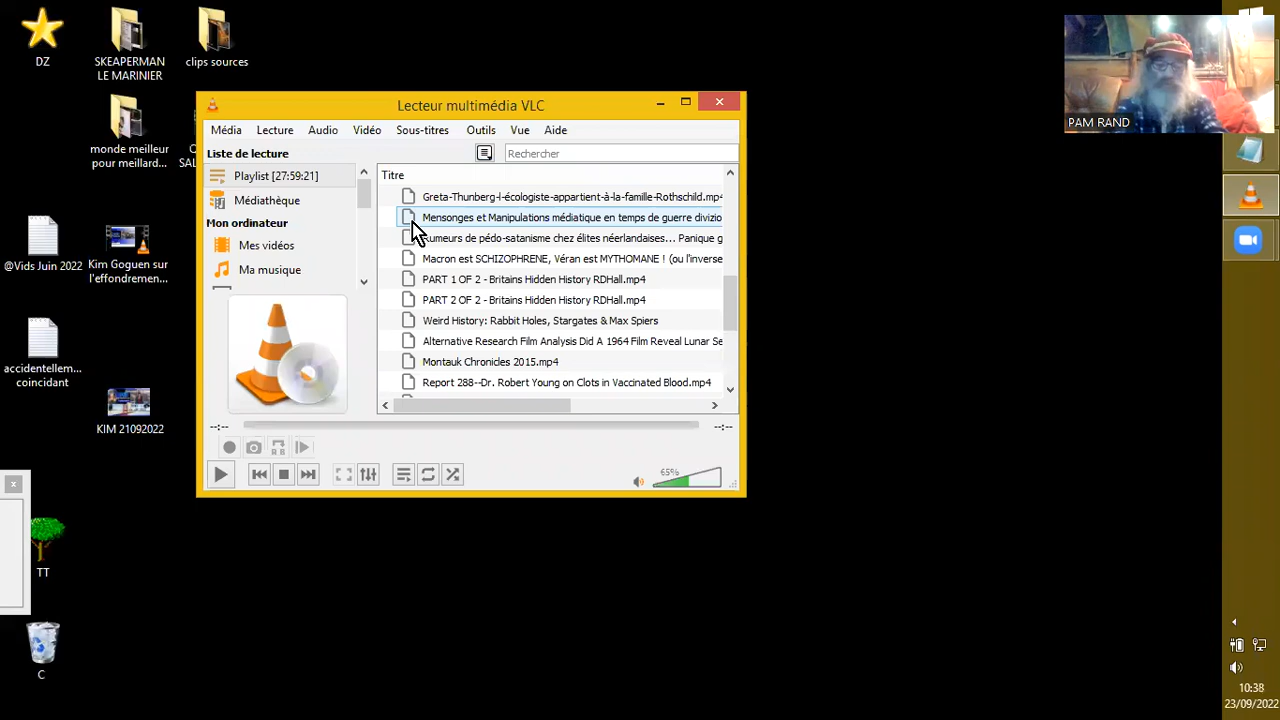 DZ
SKEAPERMAN
LE MARINIER
clips sources
PAM RAND
Lecteur multimédia VLC
Média Lecture Audio Vidéo Sous-titres Outils Vue Aide
monde meilleur
pour meillard...
Liste de lecture
Rechercher
Playlist [27:59:21]
Titre
Médiathèque
Greta-Thunberg-l-écologiste-appartient-à-la-famille-Rothschild.mp4
Mon ordinateur
Mensonges et Manipulations médiatique en temps de guerre divizio
Mes vidéos
Rumeurs de pédo-satanisme chez élites néerlandaises... Panique g
Ma musique
Macron est SCHIZOPHRENE, Véran est MYTHOMANE ! (ou l'inverse
PART 1 OF 2 - Britains Hidden History RDHall.mp4
PART 2 OF 2 - Britains Hidden History RDHall.mp4
Weird History: Rabbit Holes, Stargates & Max Spiers
Alternative Research Film Analysis Did A 1964 Film Reveal Lunar Se
Montauk Chronicles 2015.mp4
Report 288--Dr. Robert Young on Clots in Vaccinated Blood.mp4
@Vids Juin 2022
Kim Goguen sur
l'effondremen...
accidentellem...
coincidant
KIM 21092022
--:-- --:--
65%
TT
C
10:38
23/09/2022